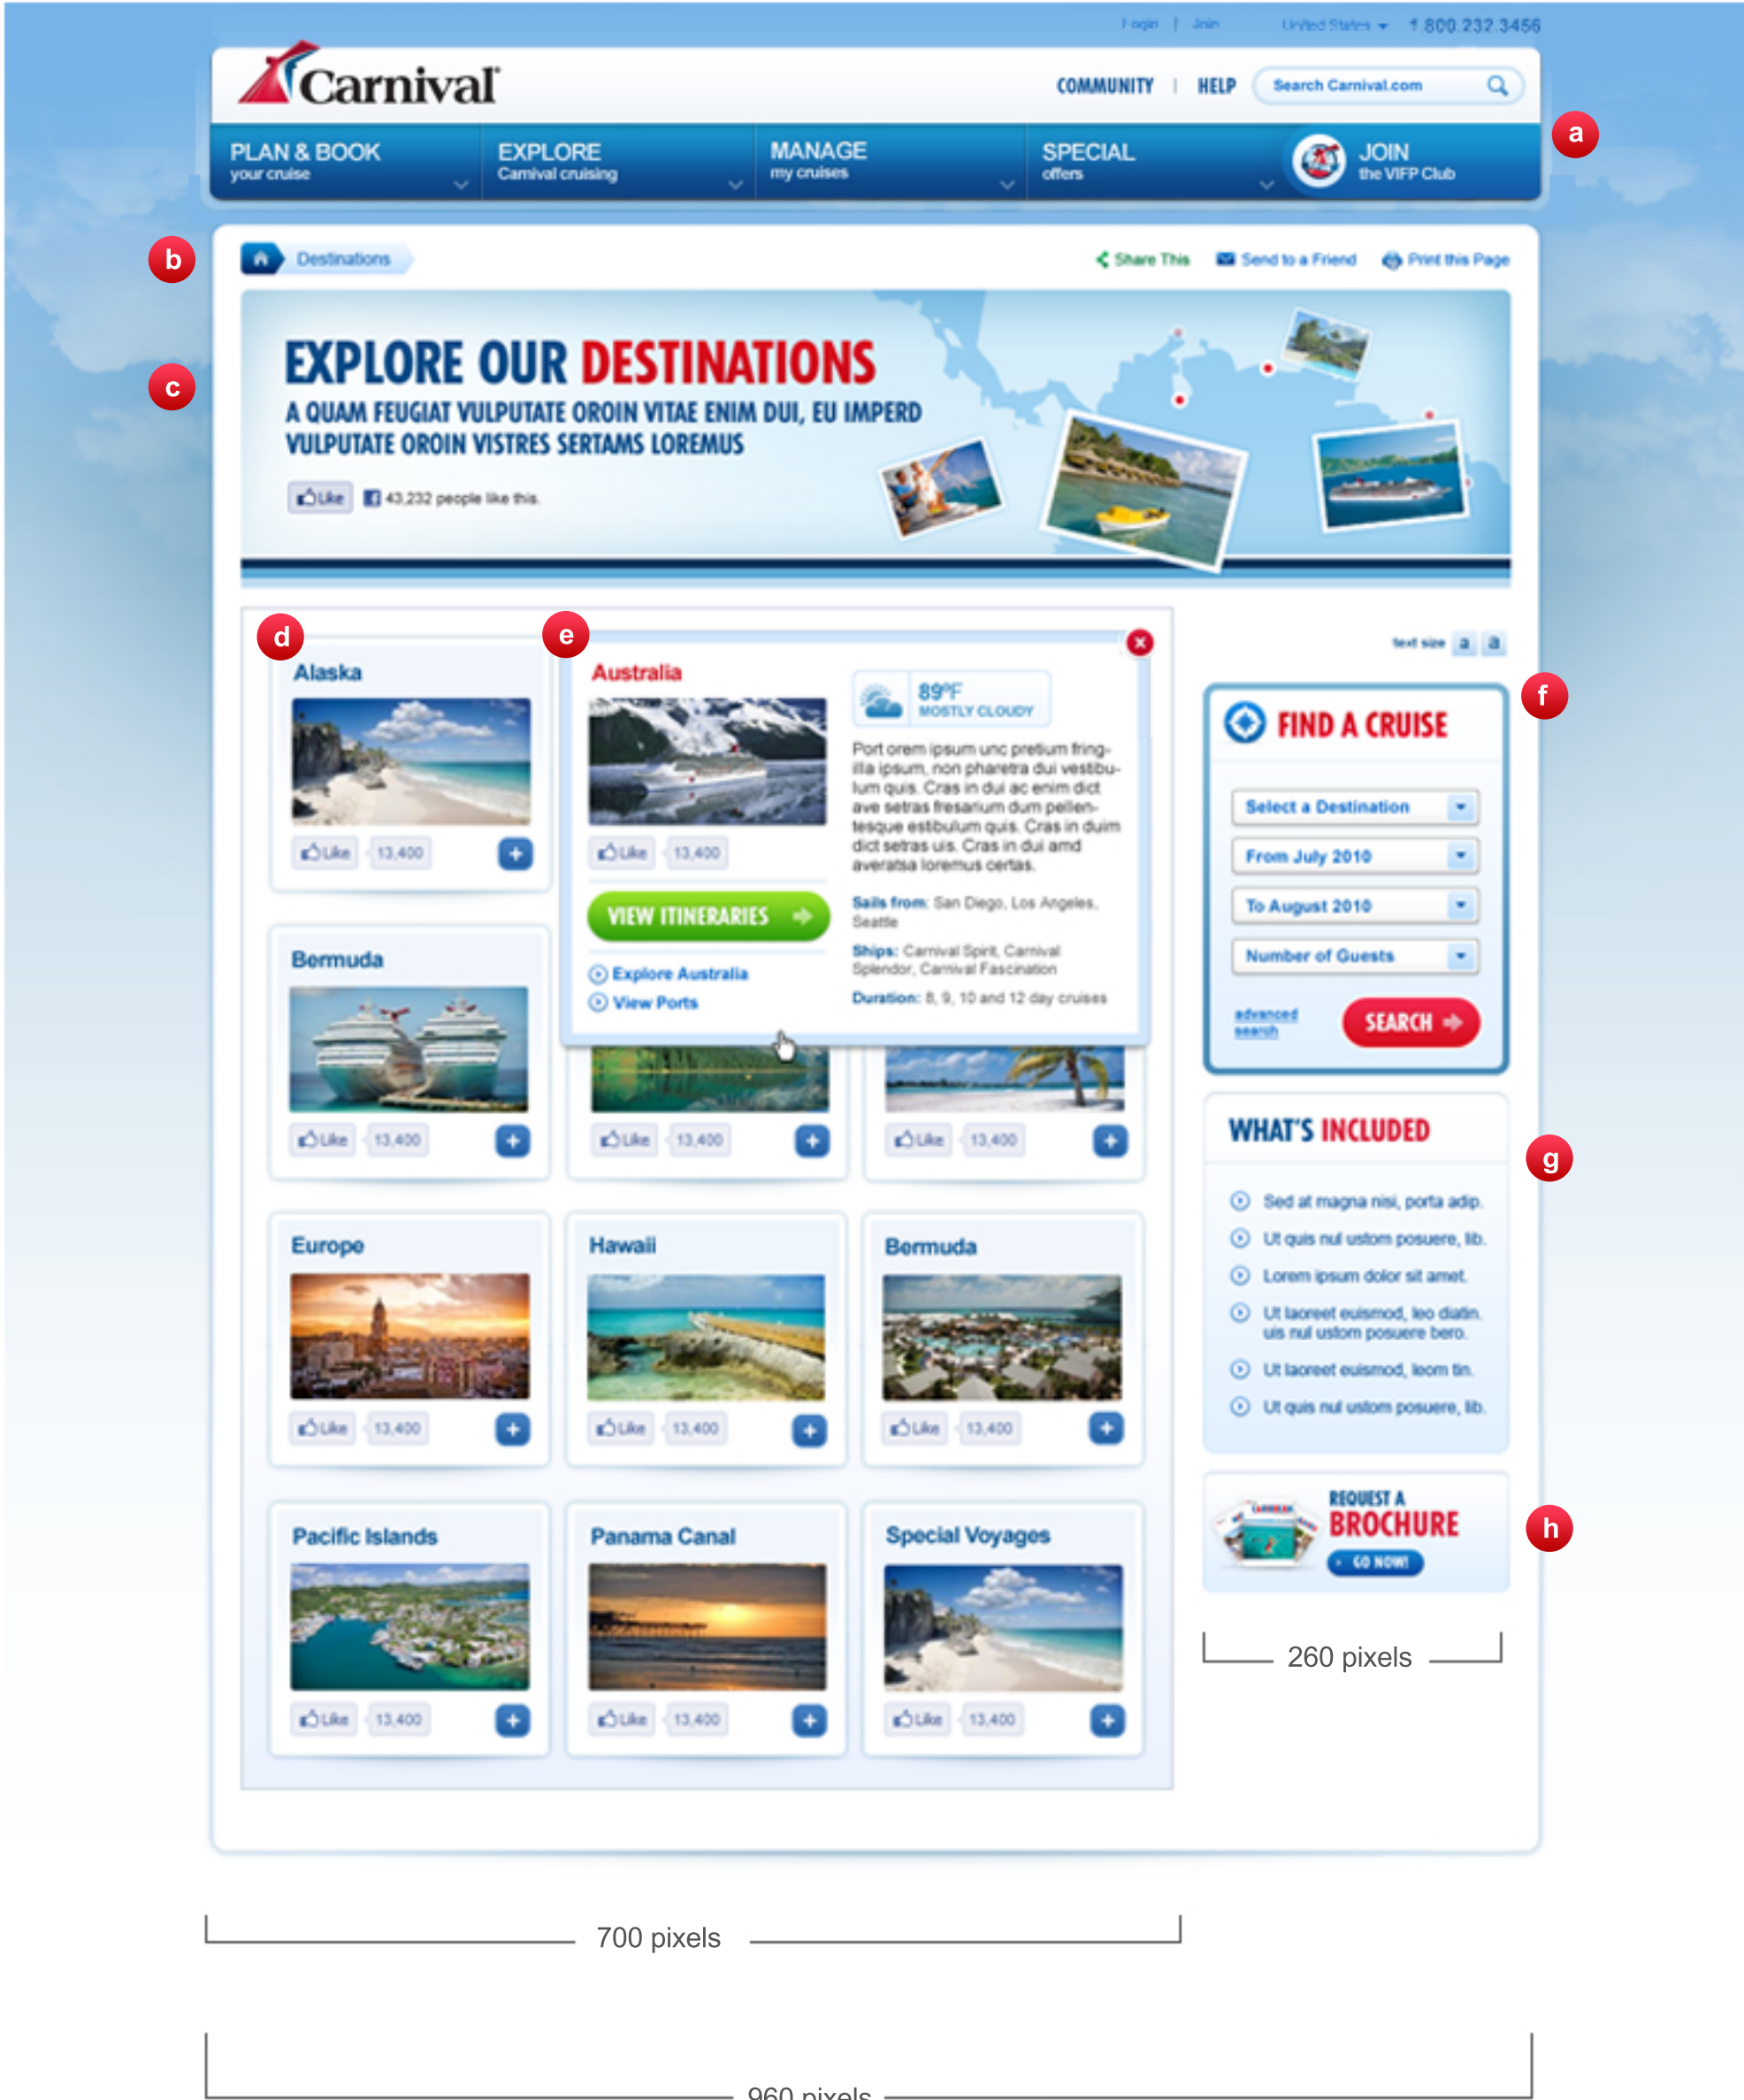 Login | Join
United States
1.800.232.3456
Carnival
COMMUNITY | HELP
Search Carnival.com
a
PLAN & BOOK
your cruise
EXPLORE
Carnival cruising
MANAGE
my cruises
SPECIAL
offers
JOIN
the VIFP Club
b
Destinations
Share This
Send to a Friend
Print this Page
c
EXPLORE OUR DESTINATIONS
A QUAM FEUGIAT VULPUTATE OROIN VITAE ENIM DUI, EU IMPERD
VULPUTATE OROIN VISTRES SERTAMS LOREMUS
Like
43,232 people like this.
d
Alaska
Like 13,400
e
Australia
Like 13,400
VIEW ITINERARIES
Explore Australia
View Ports
89ºF
MOSTLY CLOUDY
Port orem ipsum unc pretium fring-
illa ipsum, non pharetra dui vestibu-
lum quis. Cras in dui ac enim dict
ave setras fresarium dum pellen-
tesque estibulum quis. Cras in duim
dict setras uis. Cras in dui amd
averatsa loremus certas.
Sails from: San Diego, Los Angeles,
Seattle
Ships: Carnival Spirit, Carnival
Splendor, Carnival Fascination
Duration: 8, 9, 10 and 12 day cruises
Bermuda
Like 13,400
Like 13,400
Like 13,400
Europe
Like 13,400
Hawaii
Like 13,400
Bermuda
Like 13,400
Pacific Islands
Like 13,400
Panama Canal
Like 13,400
Special Voyages
Like 13,400
text size a a
f
FIND A CRUISE
Select a Destination
From July 2010
To August 2010
Number of Guests
advanced
search
SEARCH
g
WHAT'S INCLUDED
Sed at magna nisi, porta adip.
Ut quis nul ustom posuere, lib.
Lorem ipsum dolor sit amet.
Ut laoreet euismod, leo diatin.
uis nul ustom posuere bero.
Ut laoreet euismod, leom tin.
Ut quis nul ustom posuere, lib.
h
REQUEST A
BROCHURE
GO NOW!
260 pixels
700 pixels
960 pixels